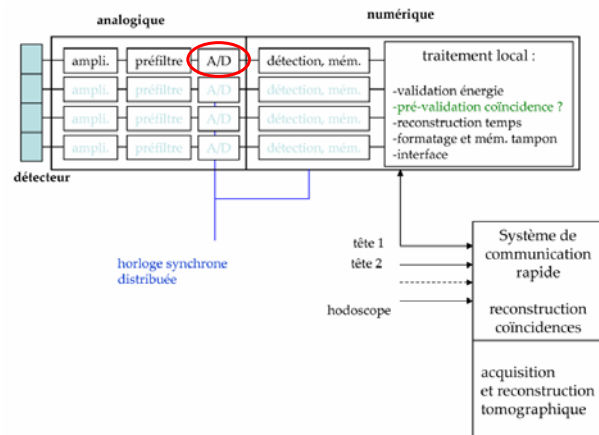 analogique
numérique
ampli. préfiltre A/D détection, mém.
ampli. préfiltre A/D détection, mém.
ampli. préfiltre A/D détection, mém.
ampli. préfiltre A/D détection, mém.
traitement local :
-validation énergie
-pré-validation coïncidence ?
-reconstruction temps
-formatage et mém. tampon
-interface
détecteur
horloge synchrone
distribuée
tête 1
tête 2
hodoscope
Système de
communication
rapide
reconstruction
coïncidences
acquisition
et reconstruction
tomographique